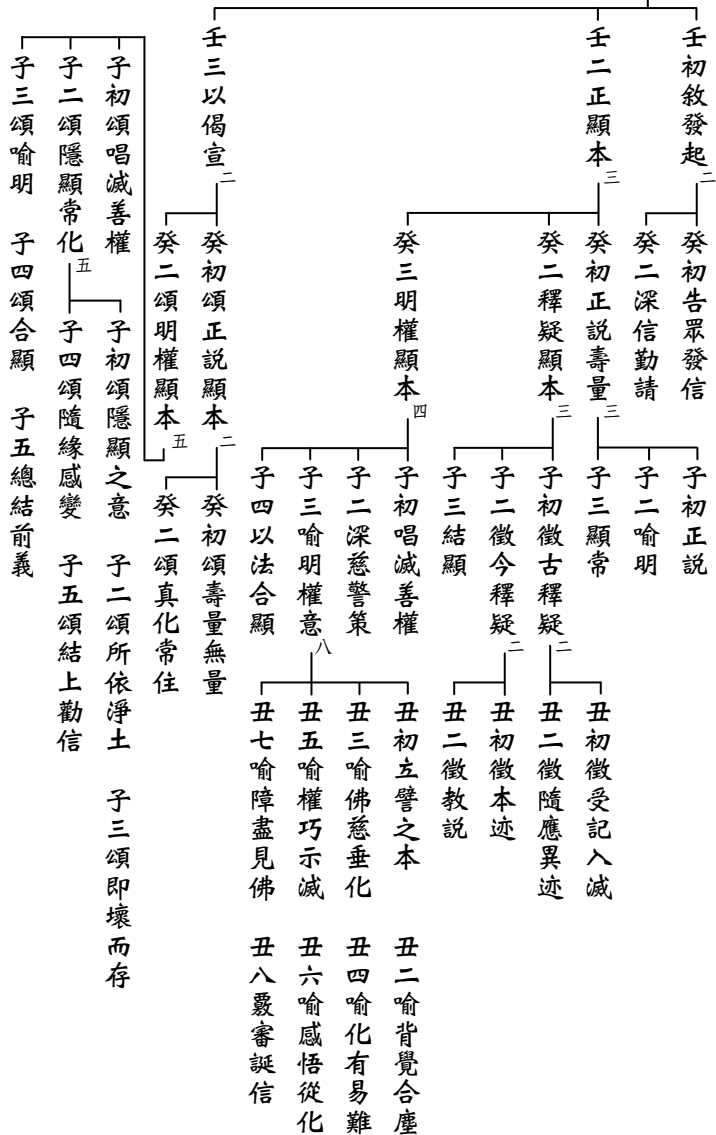 壬初敘發起 二
癸初告眾發信
癸二深信勤請
壬二正顯本 三
癸初正說壽量 三
子初正說
子二喻明
子三顯常
癸二釋疑顯本 三
子初徵古釋疑 二
丑初徵受記入滅
丑二徵隨應異迹
子二徵今釋疑 二
丑初徵本迹
丑二徵教說
子三結顯
癸三明權顯本 四
子初唱滅善權
子二深慈警策
子三喻明權意 八
丑初立譬之本 丑二喻背覺合塵
丑三喻佛慈垂化 丑四喻化有易難
丑五喻權巧示滅 丑六喻感悟從化
丑七喻障盡見佛 丑八覈審誕信
子四以法合顯
壬三以偈宣 二
癸初頌正說顯本 二
癸初頌壽量無量
癸二頌真化常住
癸二頌明權顯本 五
子初頌唱滅善權
子二頌隱顯常化 五
子初頌隱顯之意 子二頌所依淨土 子三頌即壞而存
子四頌隨緣感變 子五頌結上勸信
子三頌喻明 子四頌合顯 子五總結前義